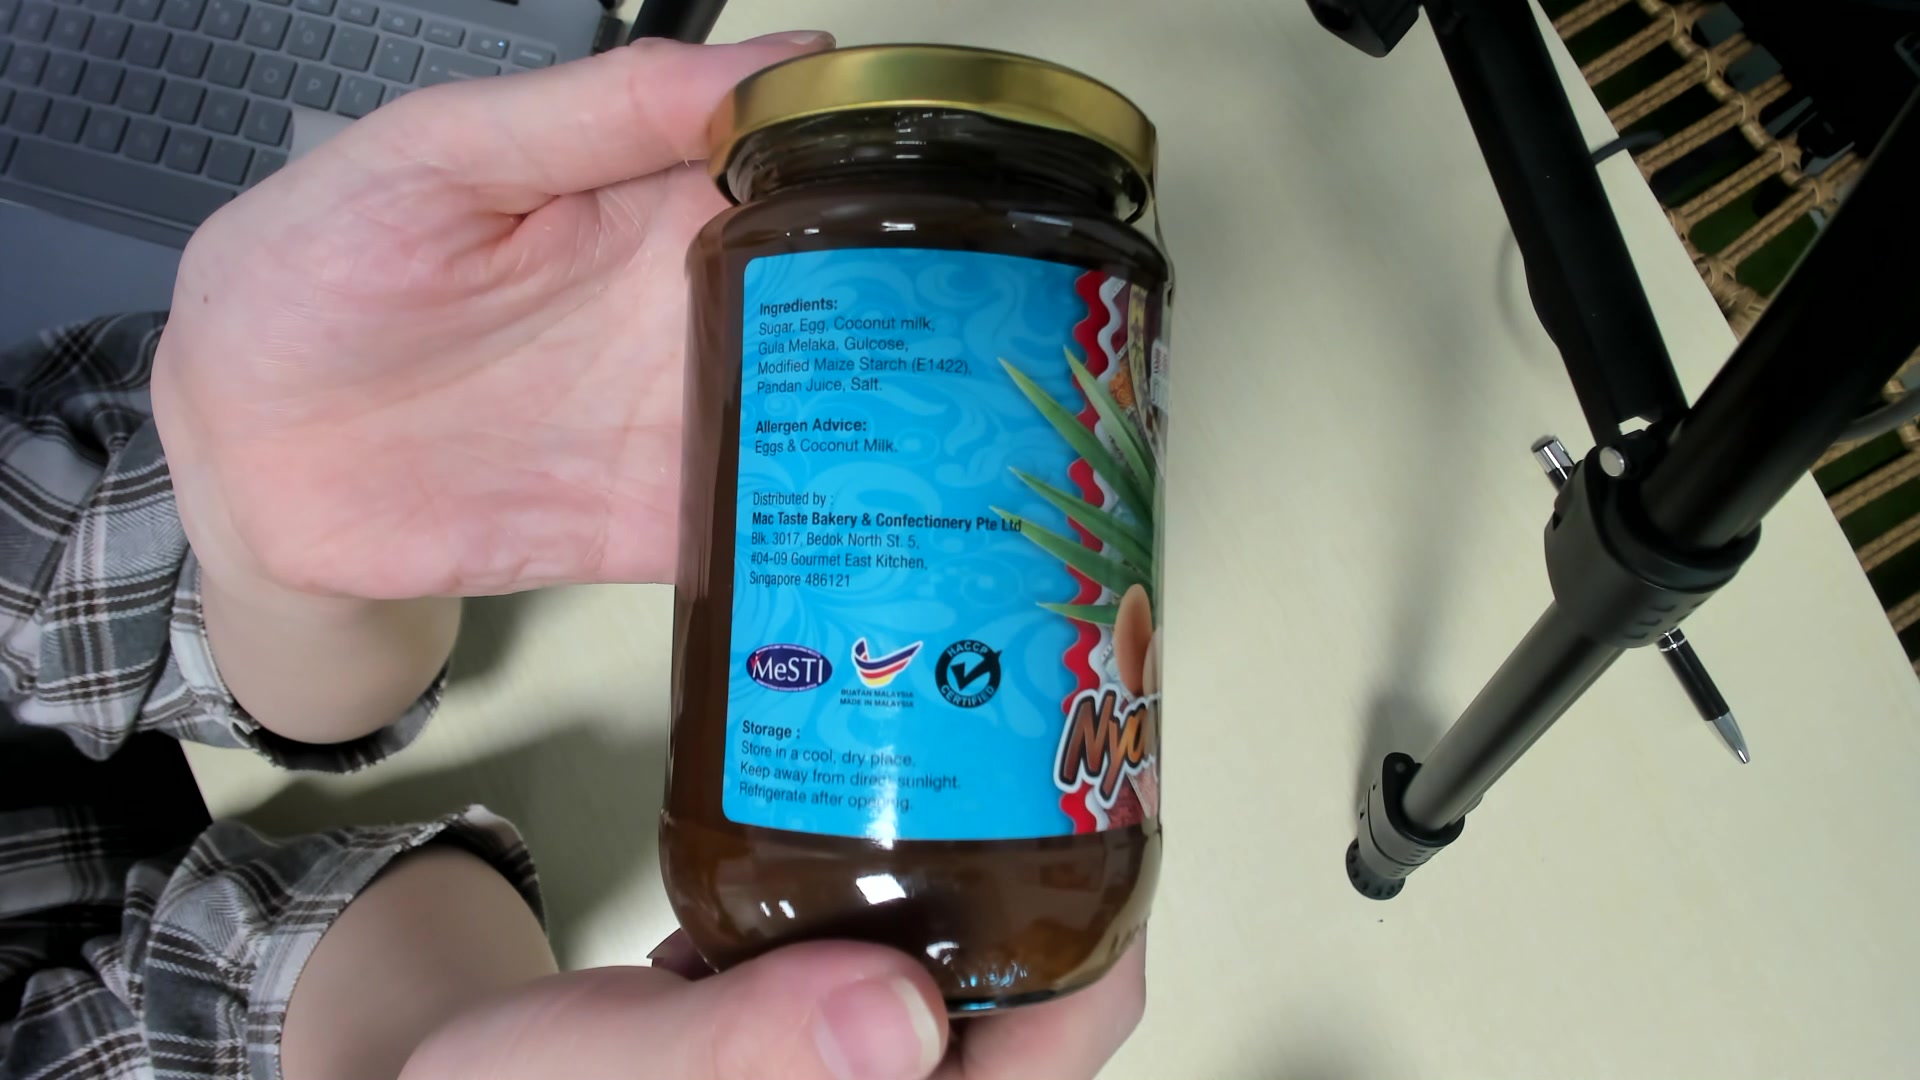 Ingredients:
Sugar, Egg, Coconut milk,
Gula Melaka, Gulcose,
Modified Maize Starch (E1422),
Pandan Juice, Salt.
Allergen Advice:
Eggs & Coconut Milk.
Distributed by :
Mac Taste Bakery & Confectionery Pte Ltd
Blk. 3017, Bedok North St. 5,
#04-09 Gourmet East Kitchen,
Singapore 486121
MeSTI
BUATAN MALAYSIA
MADE IN MALAYSIA
HACCP
CERTIFIED
Nyo
Storage :
Store in a cool, dry place.
Keep away from direct sunlight.
Refrigerate after opening.